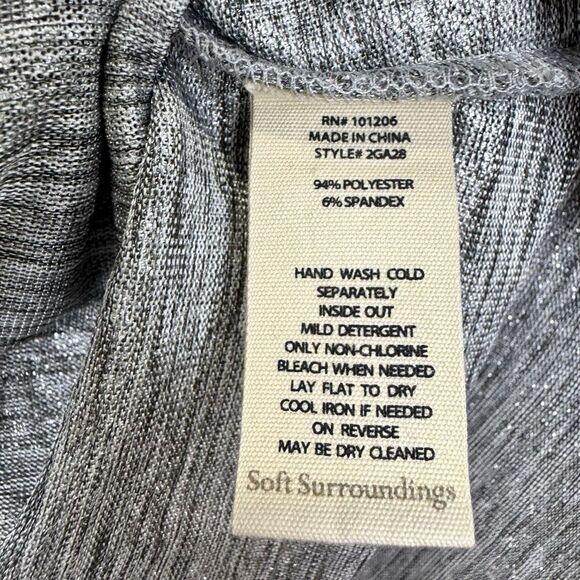 RN# 101206
MADE IN CHINA
STYLE# 2GA28
94% POLYESTER
6% SPANDEX
HAND WASH COLD
SEPARATELY
INSIDE OUT
MILD DETERGENT
ONLY NON-CHLORINE
BLEACH WHEN NEEDED
LAY FLAT TO DRY
COOL IRON IF NEEDED
ON REVERSE
MAY BE DRY CLEANED
Soft Surroundings